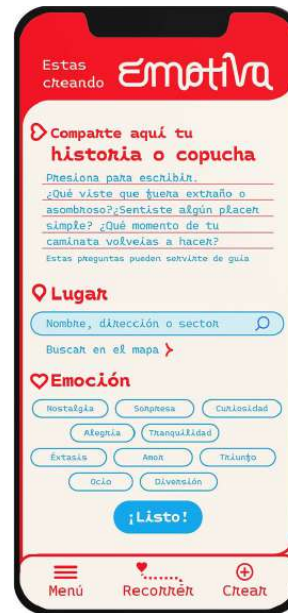 Estas
creando
Emotiva
Comparte aquí tu
historia o copucha
Presiona para escribir.
¿Qué viste que fuera extraño o
asombroso?¿Sentiste algún placer
simple? ¿Qué momento de tu
caminata volveías a hacer?
Estas preguntas pueden servirte de guía
Lugar
Nombre, dirección o sector
Buscar en el mapa
Emoción
Nostalgia Sorpresa Curiosidad
Alegría Tranquilidad
Éxtasis Amor Triunfo
Ocio Diversión
¡Listo!
Menú Recorrer Crear